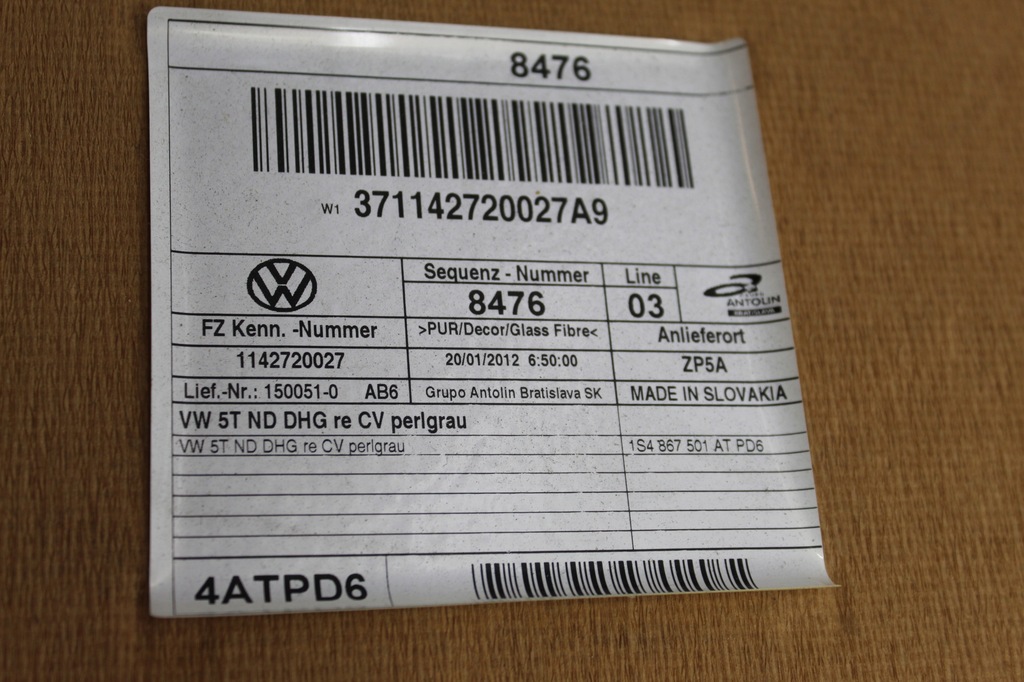 8476
W1 371142720027A9
Sequenz - Nummer Line
8476 03 ANTOLIN
FZ Kenn. -Nummer >PUR/Decor/Glass Fibre< Anlieferort
1142720027 20/01/2012 6:50:00 ZP5A
Lief.-Nr.: 150051-0 AB6 Grupo Antolin Bratislava SK MADE IN SLOVAKIA
VW 5T ND DHG re CV perlgrau
VW 5T ND DHG re CV perlgrau 1S4 867 501 AT PD6
4ATPD6